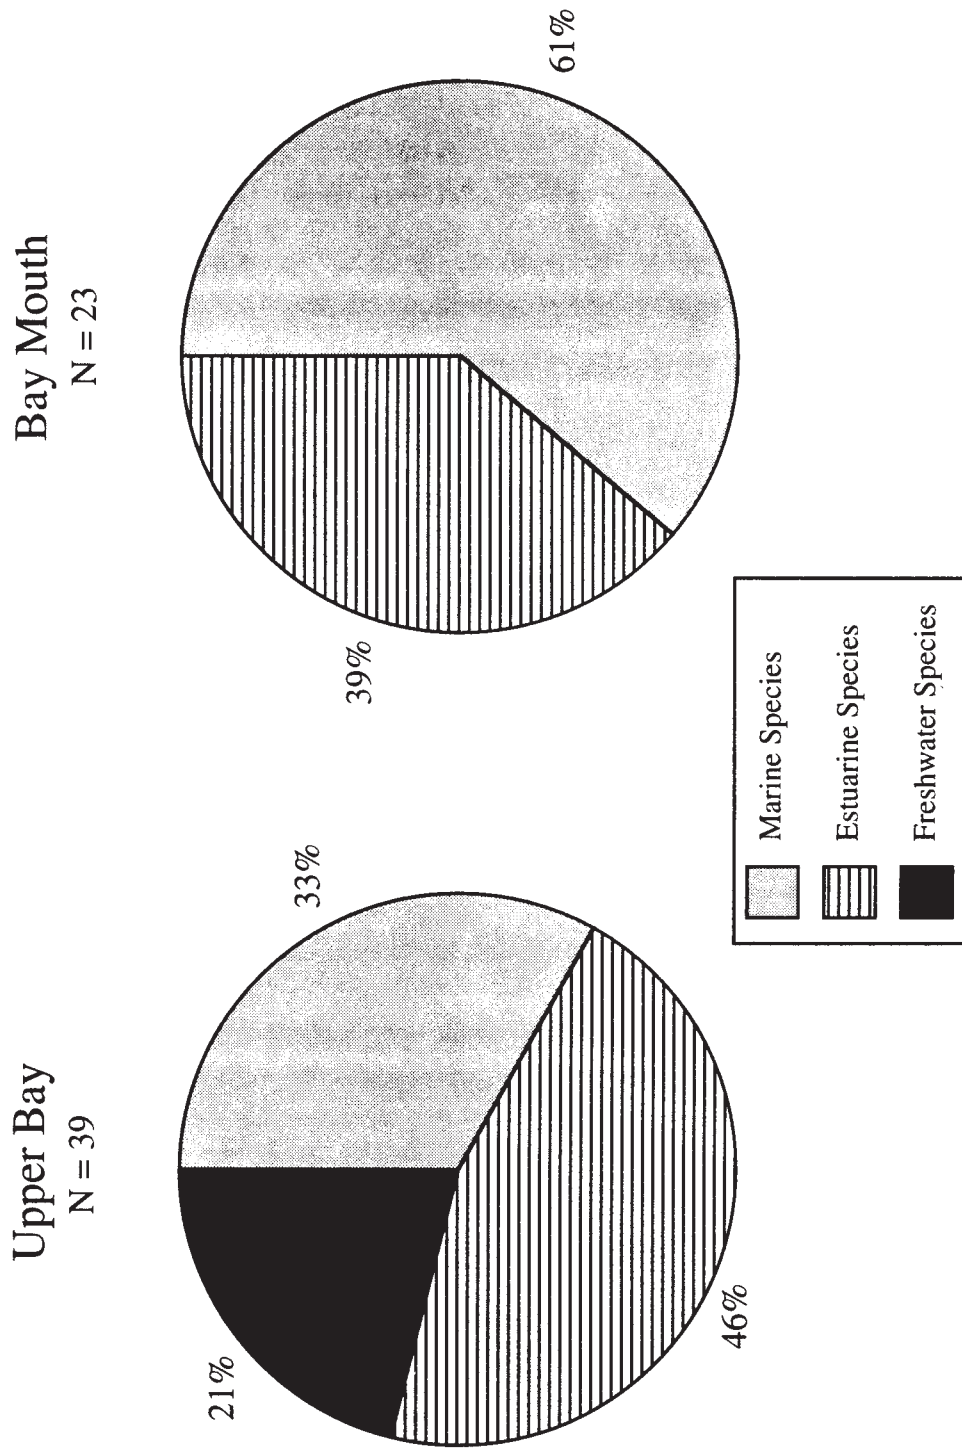 Upper Bay
N = 39
21%
33%
46%
Bay Mouth
N = 23
39%
61%
Marine Species
Estuarine Species
Freshwater Species